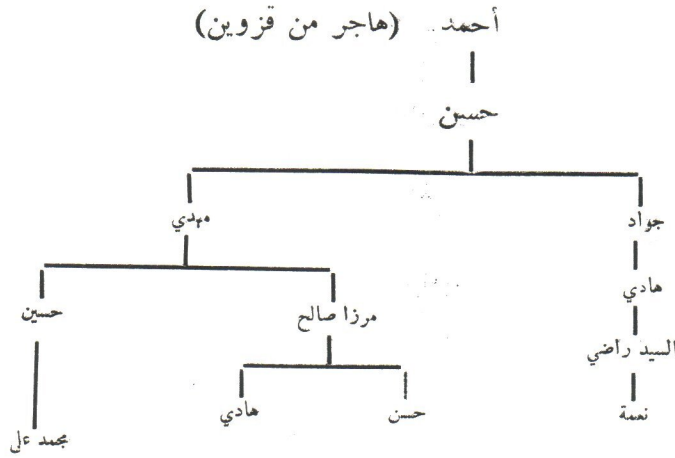 أحمد (هاجر من قزوين)
حسن
جواد
مهدي
هادي
مرزا صالح
حسين
السيد راضي
نعمة
حسن
هادي
محمد علي